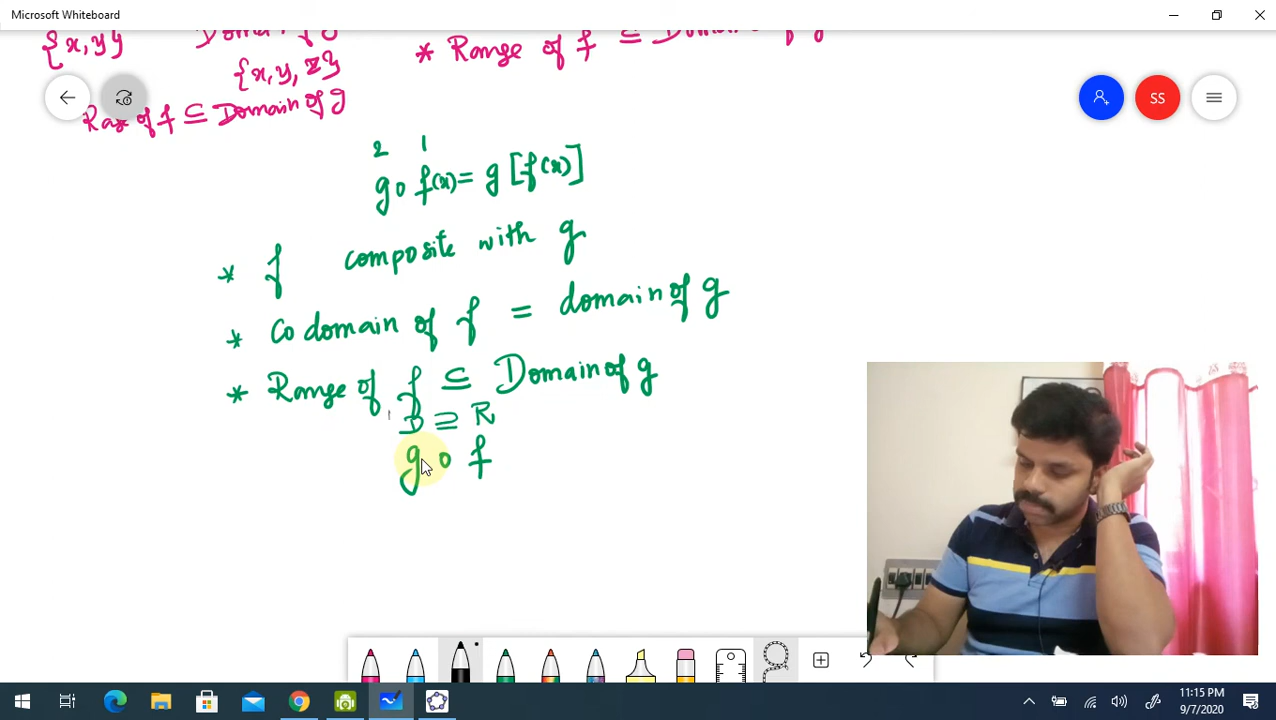 Microsoft Whiteboard
{x,y}
{x, y, z}
* Range of f ⊆ Domain of g
Range of f ⊆ Domain of g
SS
2 1
g o f(x) = g [f(x)]
* f composite with g
* Co domain of f = domain of g
* Range of f ⊆ Domain of g
D ⊇ R
g o f
11:15 PM
9/7/2020